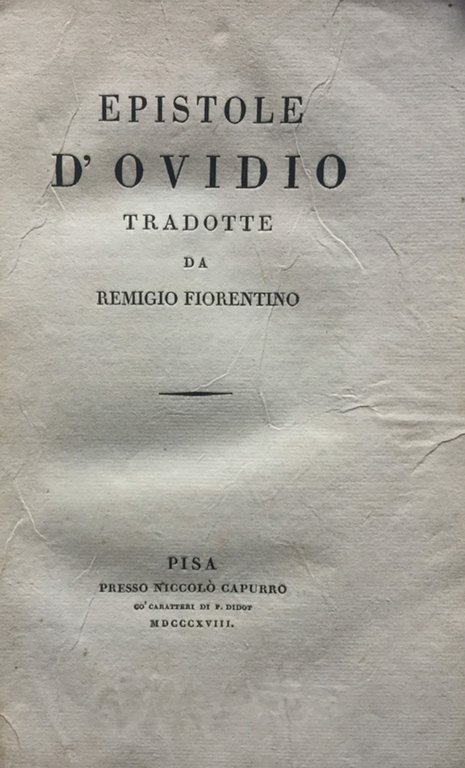 EPISTOLE
D' OVIDIO
TRADOTTE
DA
REMIGIO FIORENTINO
PISA
PRESSO NICCOLÒ CAPURRO
CO' CARATTERI DI F. DIDOT
MDCCCXVIII.